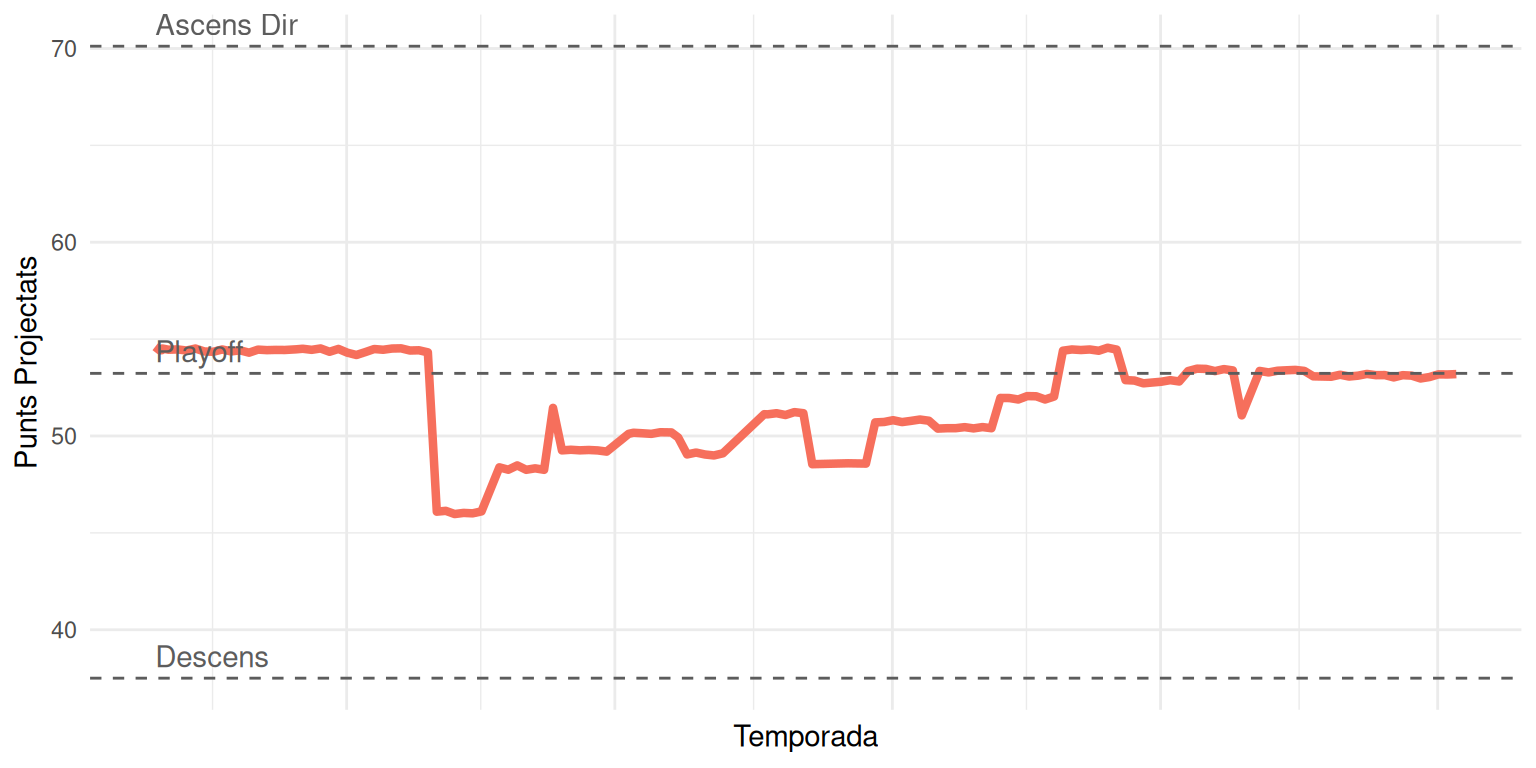 Ascens Dir
70
60
Playoff
50
40
Descens
Punts Projectats
Temporada